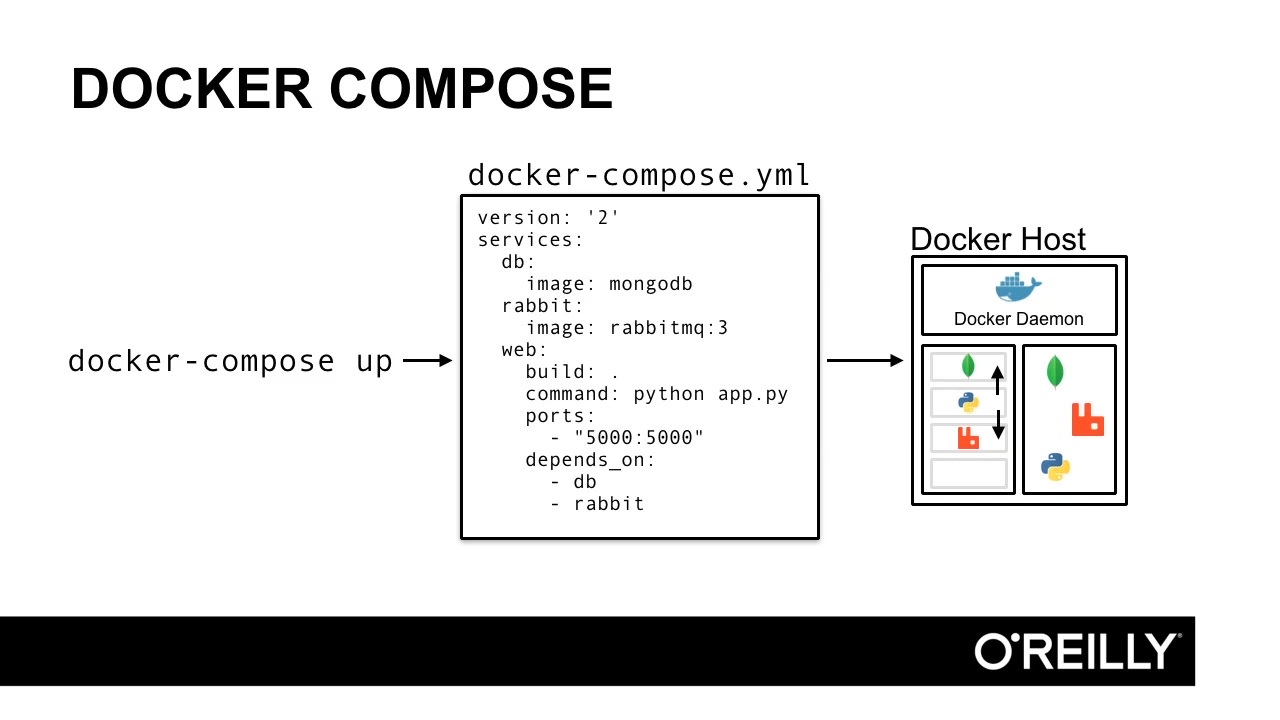 DOCKER COMPOSE
docker-compose.yml
version: '2'
services:
  db:
    image: mongodb
  rabbit:
    image: rabbitmq:3
  web:
    build: .
    command: python app.py
    ports:
      - "5000:5000"
    depends_on:
      - db
      - rabbit
docker-compose up
Docker Host
Docker Daemon
O'REILLY®